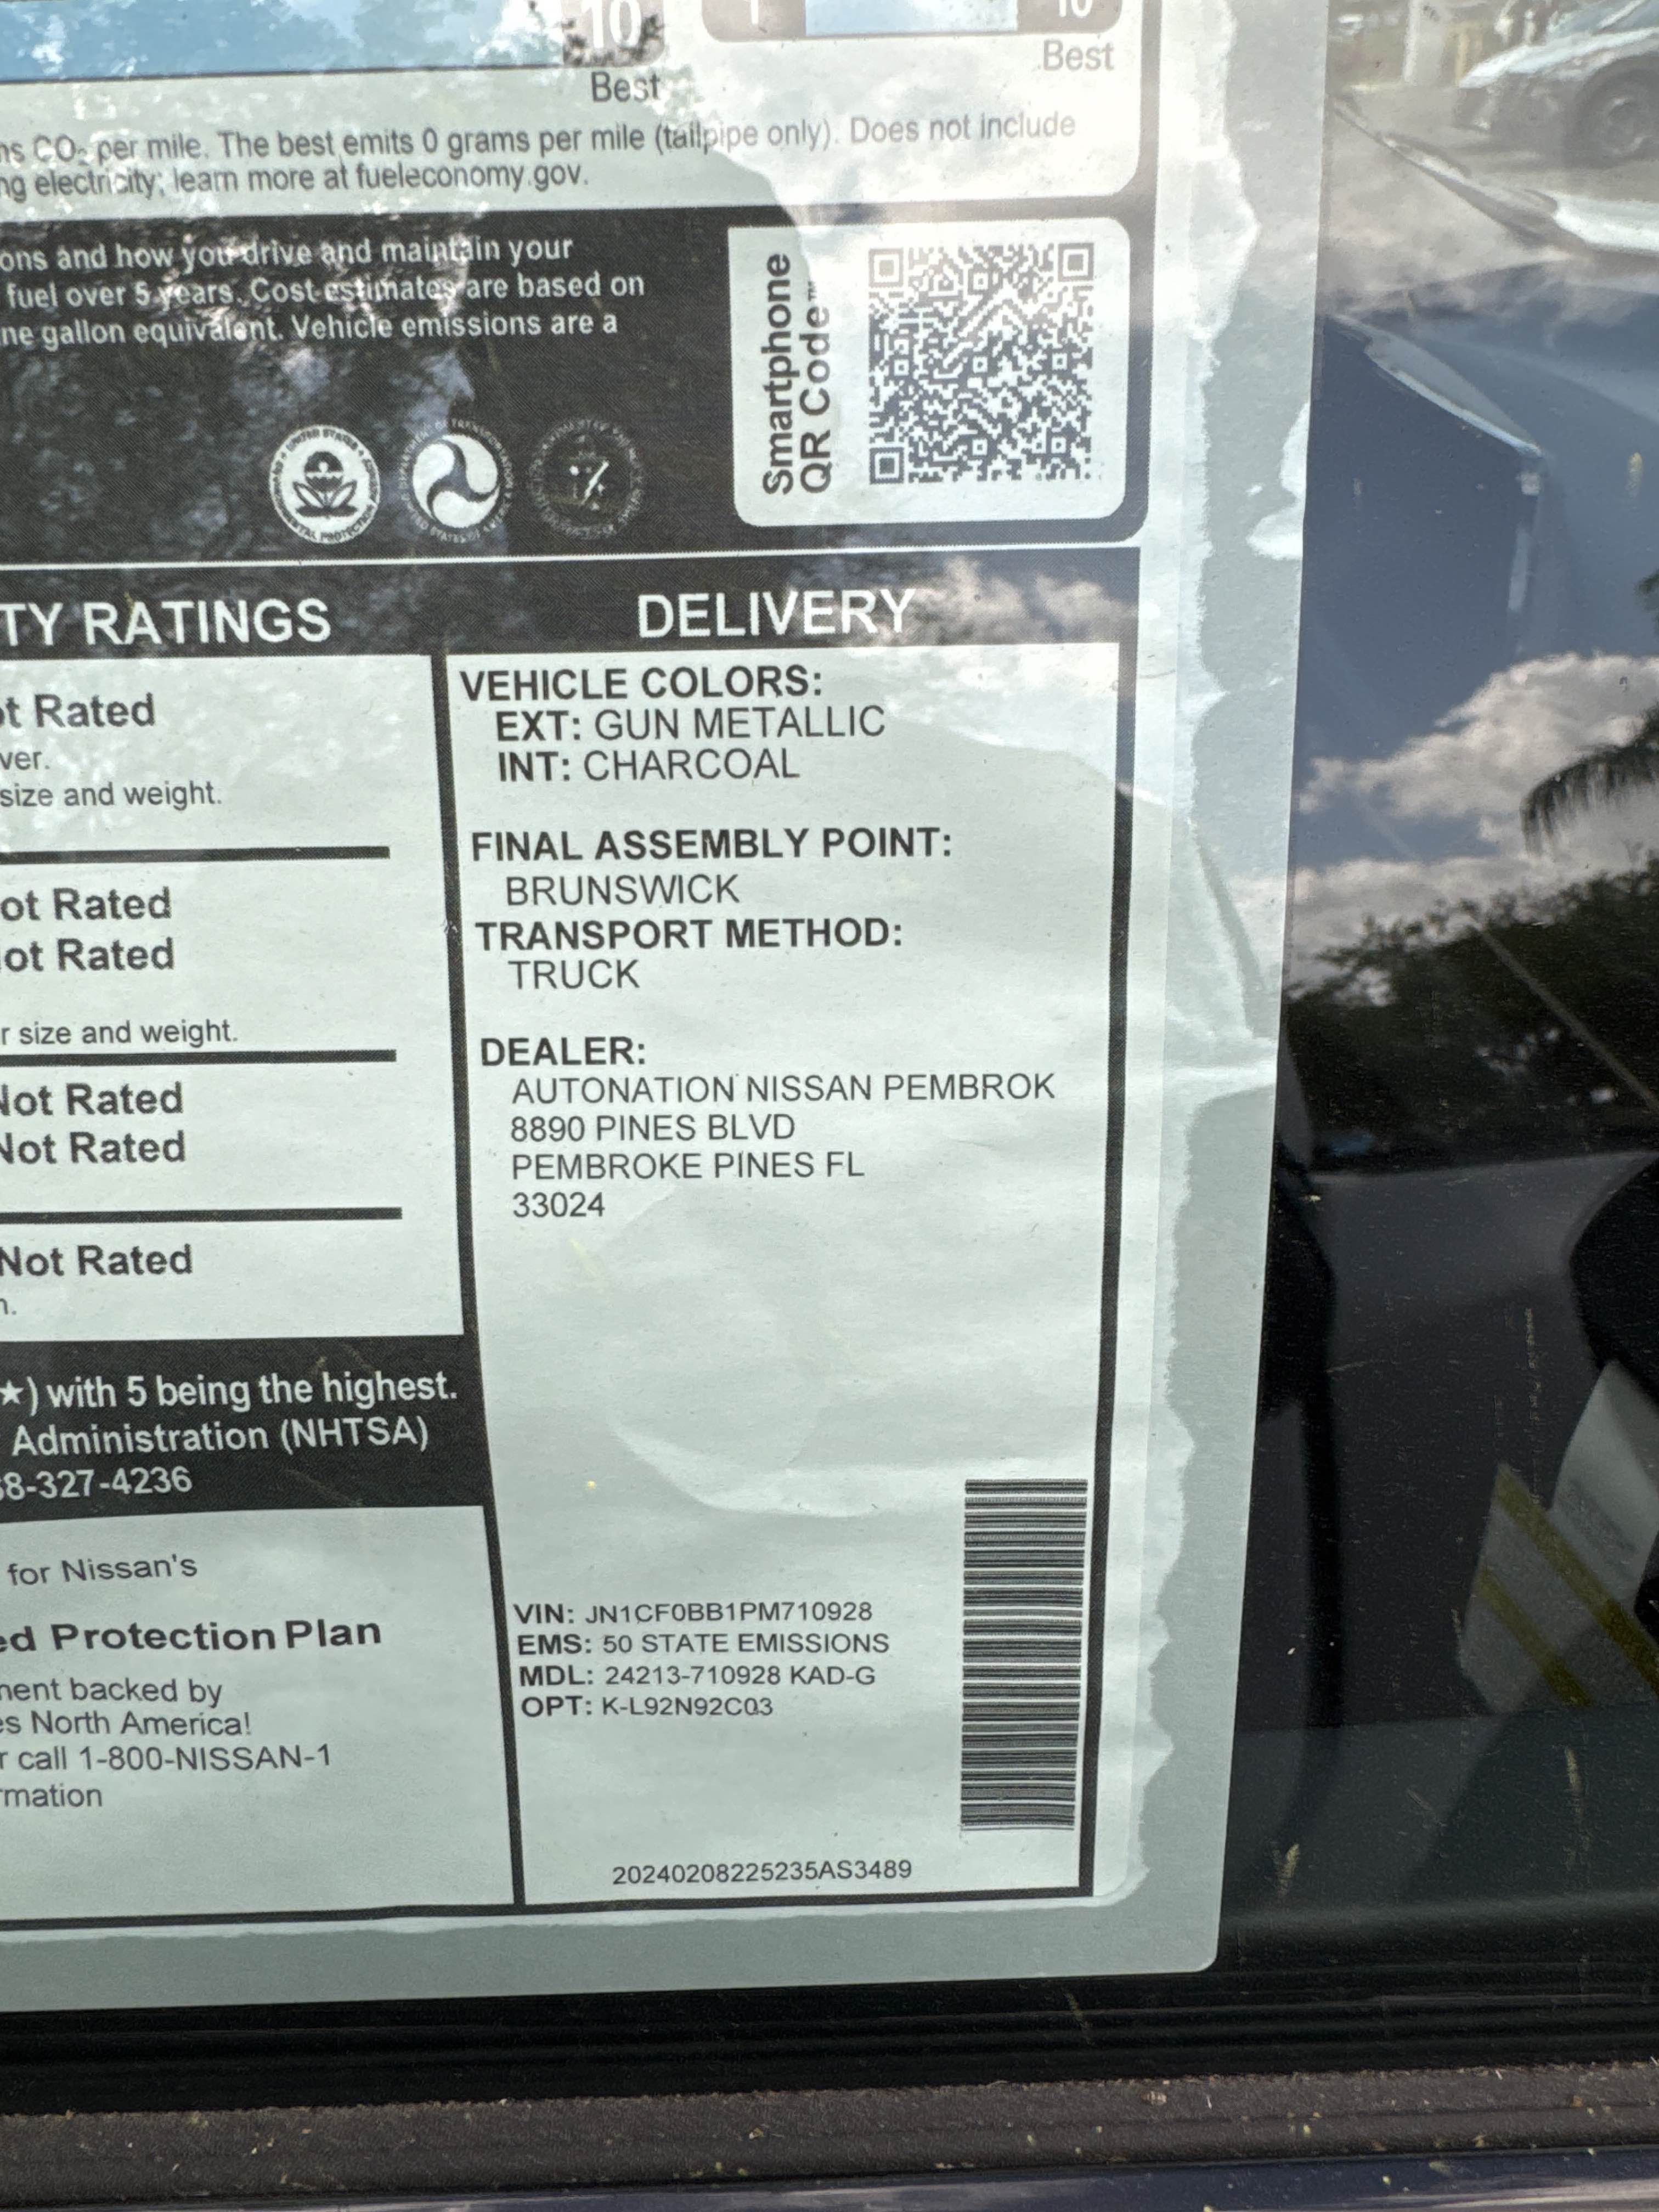 10
1
10
Best
Best
ns CO₂ per mile. The best emits 0 grams per mile (tailpipe only). Does not include
ng electricity; learn more at fueleconomy.gov.
ons and how you drive and maintain your
fuel over 5 years. Cost estimates are based on
ne gallon equivalent. Vehicle emissions are a
Smartphone
QR Code™
TY RATINGS
DELIVERY
ot Rated
ver.
size and weight.
ot Rated
ot Rated
r size and weight.
Not Rated
Not Rated
Not Rated
n.
★) with 5 being the highest.
Administration (NHTSA)
8-327-4236
for Nissan's
ed Protection Plan
ment backed by
es North America!
r call 1-800-NISSAN-1
rmation
VEHICLE COLORS:
EXT: GUN METALLIC
INT: CHARCOAL
FINAL ASSEMBLY POINT:
BRUNSWICK
TRANSPORT METHOD:
TRUCK
DEALER:
AUTONATION NISSAN PEMBROK
8890 PINES BLVD
PEMBROKE PINES FL
33024
VIN: JN1CF0BB1PM710928
EMS: 50 STATE EMISSIONS
MDL: 24213-710928 KAD-G
OPT: K-L92N92C03
20240208225235AS3489